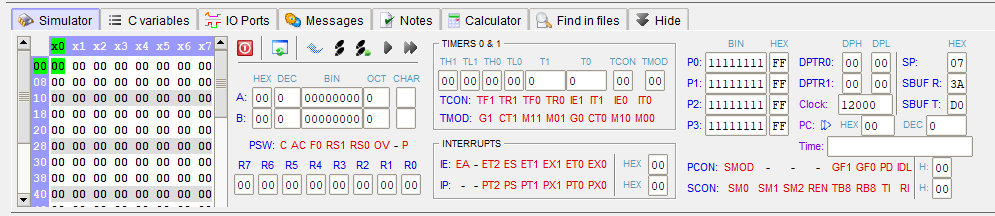 Simulator C variables IO Ports Messages Notes Calculator Find in files Hide
x0 x1 x2 x3 x4 x5 x6 x7
00 00 00 00 00 00 00 00 00
08 00 00 00 00 00 00 00 00
10 00 00 00 00 00 00 00 00
18 00 00 00 00 00 00 00 00
20 00 00 00 00 00 00 00 00
28 00 00 00 00 00 00 00 00
30 00 00 00 00 00 00 00 00
38 00 00 00 00 00 00 00 00
40 00 00 00 00 00 00 00 00
HEX DEC BIN OCT CHAR
A: 00 0 00000000 0
B: 00 0 00000000 0
PSW: C AC F0 RS1 RS0 OV - P
R7 R6 R5 R4 R3 R2 R1 R0
00 00 00 00 00 00 00 00
TIMERS 0 & 1
TH1 TL1 TH0 TL0 T1 T0 TCON TMOD
00 00 00 00 0 0 00 00
TCON: TF1 TR1 TF0 TR0 IE1 IT1 IE0 IT0
TMOD: G1 CT1 M11 M01 G0 CT0 M10 M00
INTERRUPTS
IE: EA - ET2 ES ET1 EX1 ET0 EX0 HEX 00
IP: - - PT2 PS PT1 PX1 PT0 PX0 HEX 00
BIN HEX
P0: 11111111 FF
P1: 11111111 FF
P2: 11111111 FF
P3: 11111111 FF
DPH DPL
DPTR0: 00 00
DPTR1: 00 00
Clock: 12000
PC: HEX 00 DEC 0
Time:
HEX
SP: 07
SBUF R: 3A
SBUF T: D0
PCON: SMOD - - - GF1 GF0 PD IDL H: 00
SCON: SM0 SM1 SM2 REN TB8 RB8 TI RI H: 00